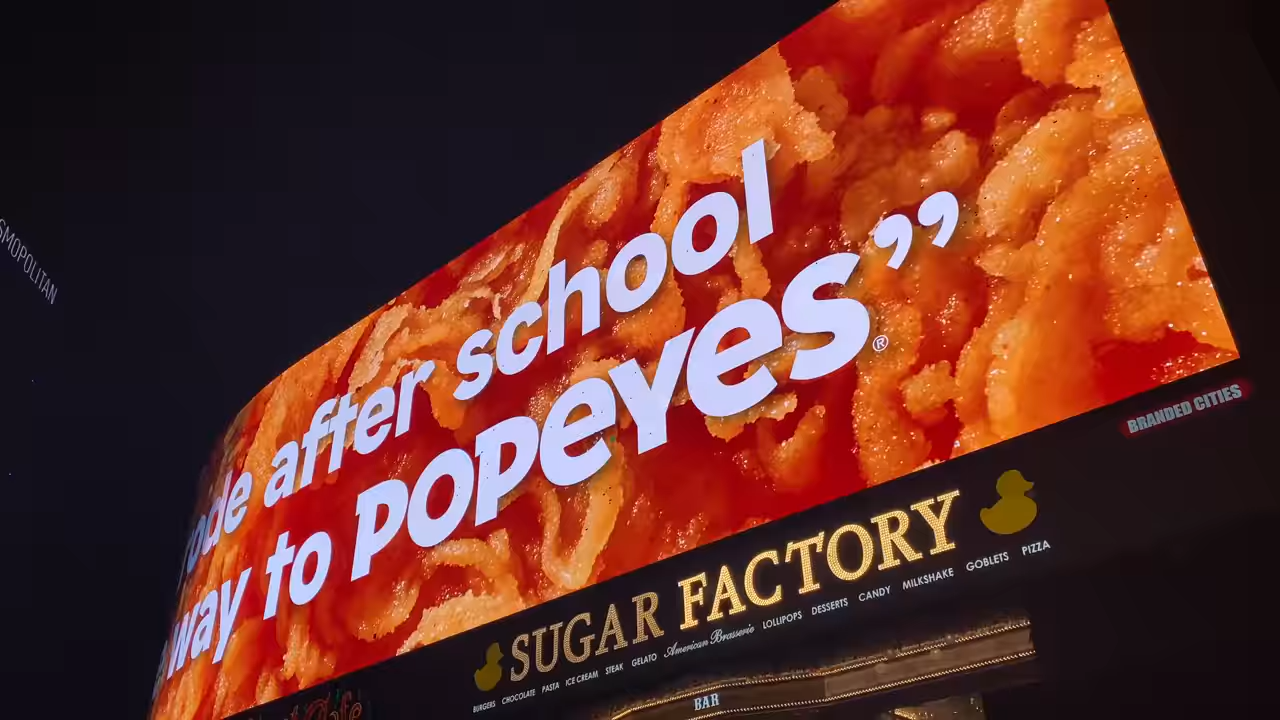 SMOPOLITAN
ode after school
way to POPEYES”
®
BRANDED CITIES
SUGAR FACTORY
BURGERS CHOCOLATE PASTA ICE CREAM STEAK GELATO American Brasserie LOLLIPOPS DESSERTS CANDY MILKSHAKE GOBLETS PIZZA
BAR